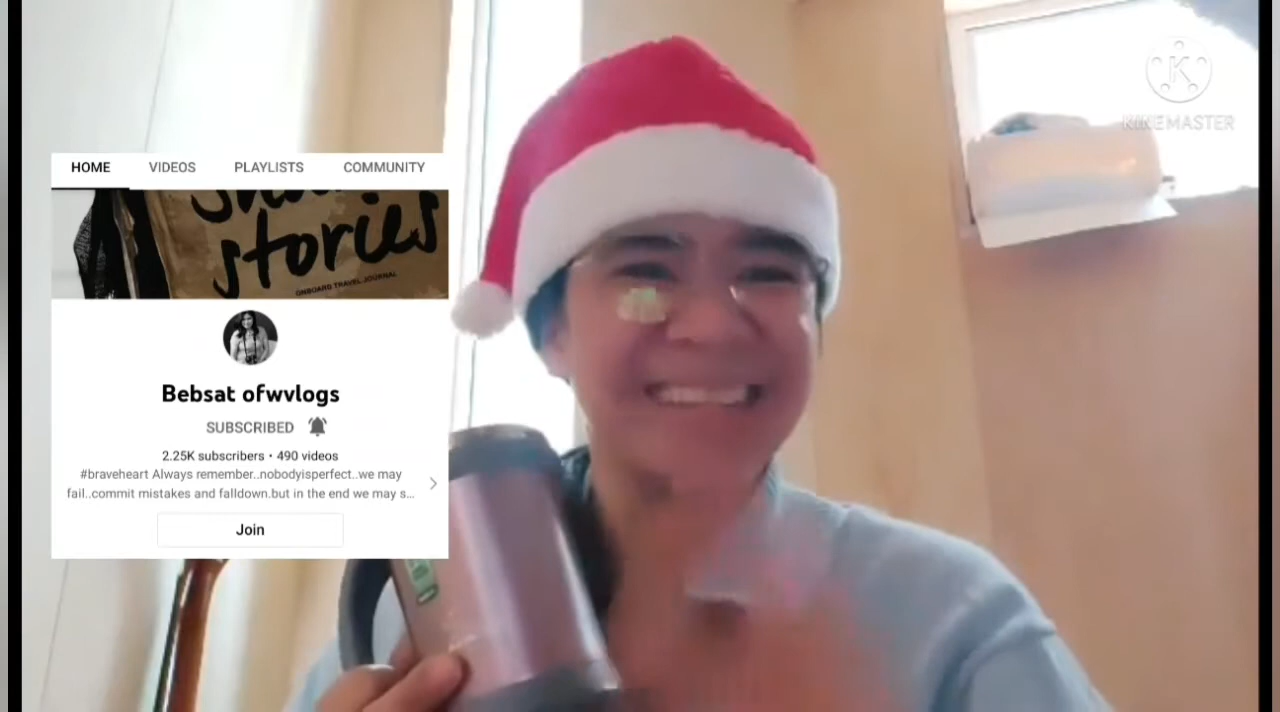 HOME VIDEOS PLAYLISTS COMMUNITY
stories
ONBOARD TRAVEL JOURNAL
Bebsat ofwvlogs
SUBSCRIBED
2.25K subscribers • 490 videos
#braveheart Always remember..nobodyisperfect..we may
fail..commit mistakes and falldown.but in the end we may s...
Join
K
KINEMASTER